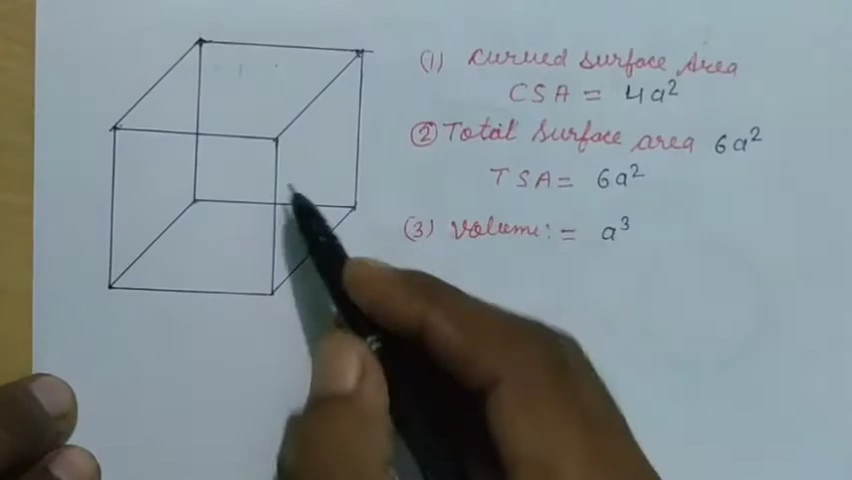 (1) Curved Surface Area
CSA = 4a²
② Total Surface area 6a²
TSA = 6a²
(3) Volume: = a³